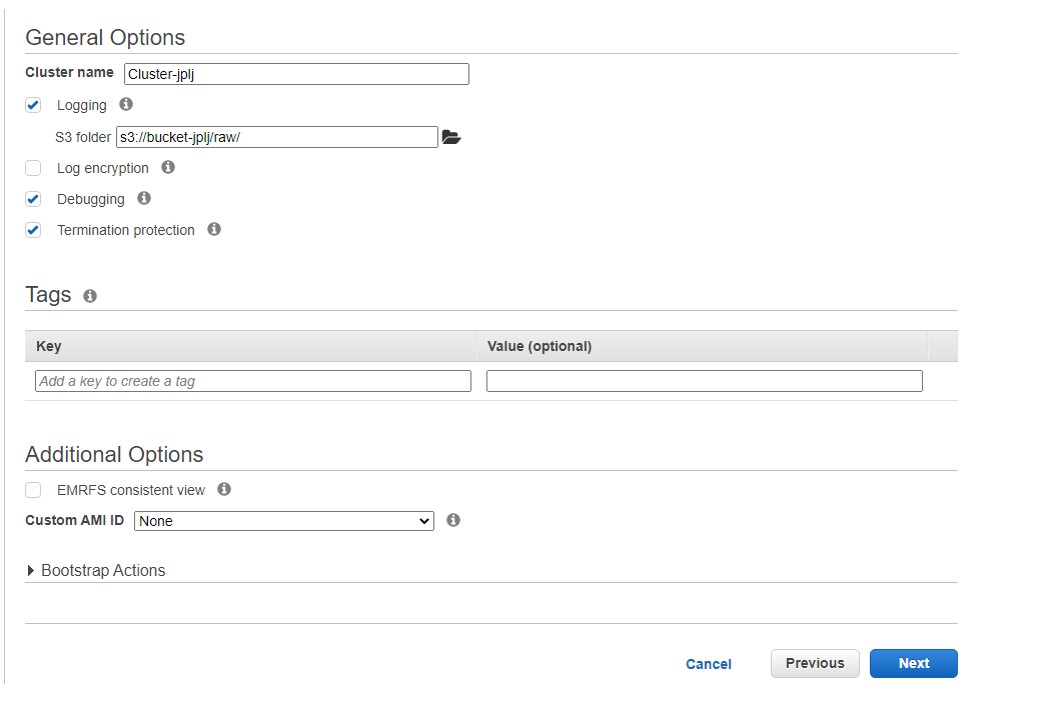 General Options
Cluster name Cluster-jplj
Logging
S3 folder s3://bucket-jplj/raw/
Log encryption
Debugging
Termination protection
Tags
Key Value (optional)
Add a key to create a tag
Additional Options
EMRFS consistent view
Custom AMI ID None
Bootstrap Actions
Cancel Previous Next